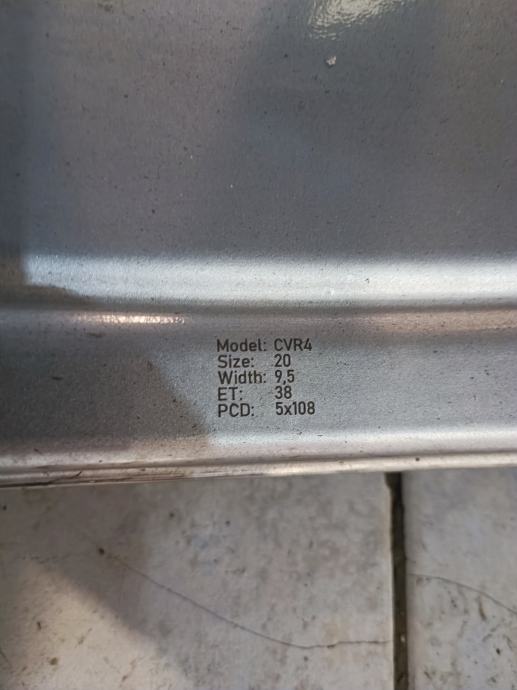 Model: CVR4
Size: 20
Width: 9,5
ET: 38
PCD: 5x108